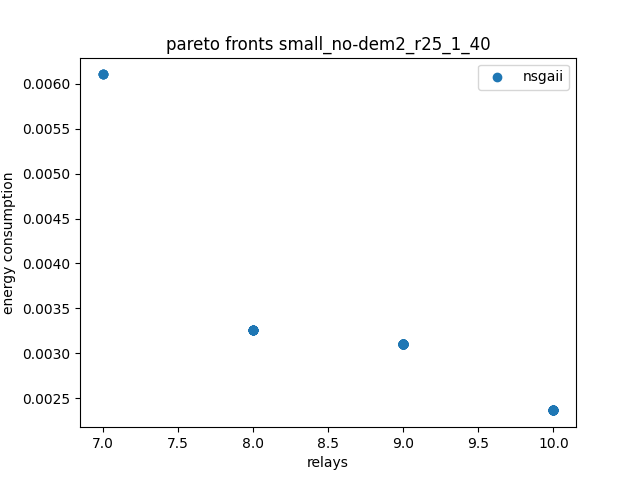 pareto fronts small_no-dem2_r25_1_40
nsgaii
energy consumption
0.0060
0.0055
0.0050
0.0045
0.0040
0.0035
0.0030
0.0025
7.0 7.5 8.0 8.5 9.0 9.5 10.0
relays